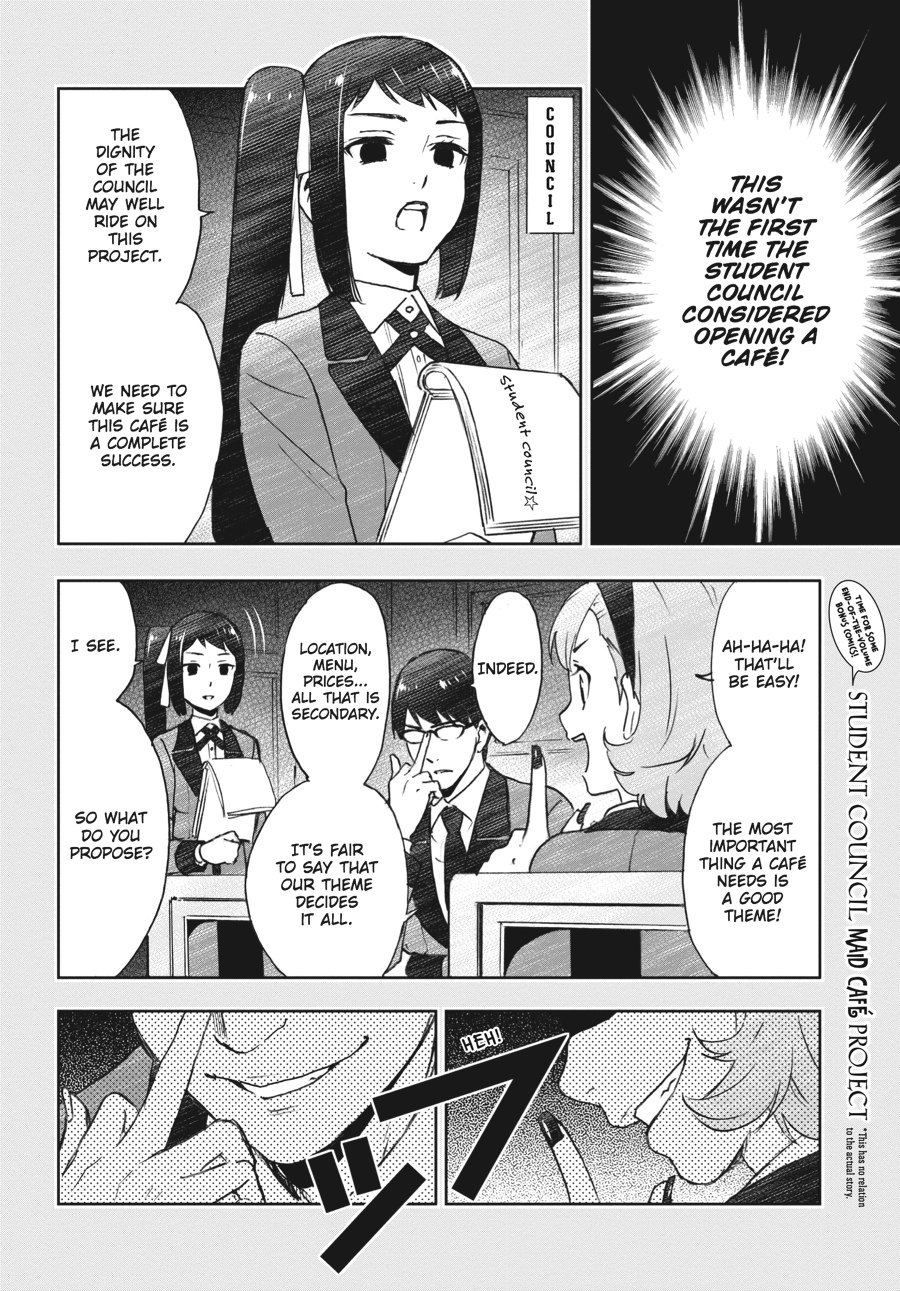 THIS
WASN'T
THE FIRST
TIME THE
STUDENT
COUNCIL
CONSIDERED
OPENING A
CAFÉ!
COUNCIL
THE
DIGNITY
OF THE
COUNCIL
MAY WELL
RIDE ON
THIS
PROJECT.
WE NEED TO
MAKE SURE
THIS CAFÉ IS
A COMPLETE
SUCCESS.
Student council☆
TIME FOR SOME
END-OF-THE-VOLUME
BONUS COMICS!
STUDENT COUNCIL MAID CAFÉ PROJECT
*This has no relation
to the actual story.
AH-HA-HA!
THAT'LL
BE EASY!
THE MOST
IMPORTANT
THING A CAFÉ
NEEDS IS
A GOOD
THEME!
INDEED.
LOCATION,
MENU,
PRICES...
ALL THAT IS
SECONDARY.
IT'S FAIR
TO SAY THAT
OUR THEME
DECIDES
IT ALL.
I SEE.
SO WHAT
DO YOU
PROPOSE?
HEH!